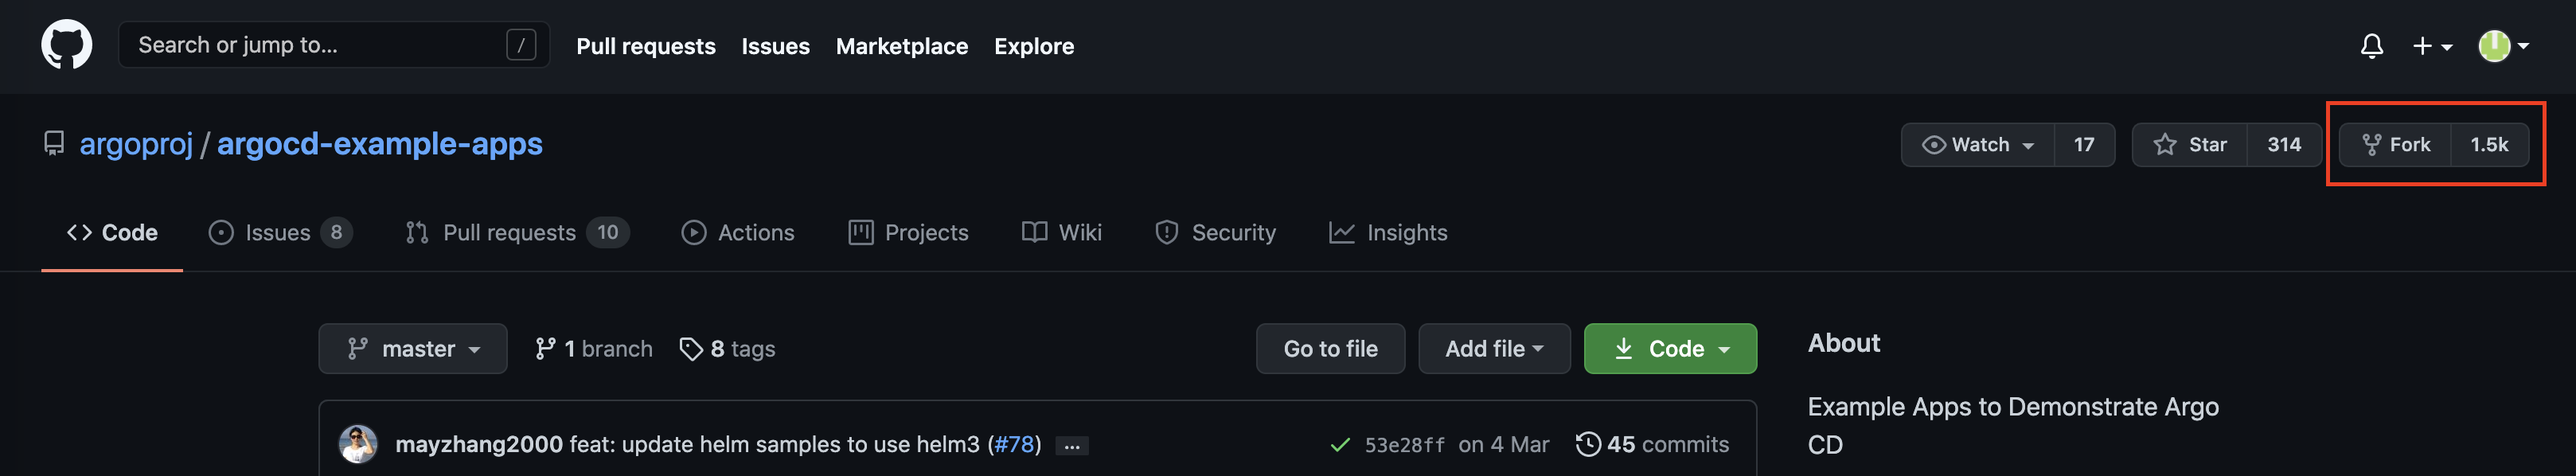 Search or jump to... / Pull requests Issues Marketplace Explore
argoproj / argocd-example-apps Watch 17 Star 314 Fork 1.5k
Code Issues 8 Pull requests 10 Actions Projects Wiki Security Insights
master 1 branch 8 tags Go to file Add file Code About
Example Apps to Demonstrate Argo
mayzhang2000 feat: update helm samples to use helm3 (#78) ... 53e28ff on 4 Mar 45 commits CD